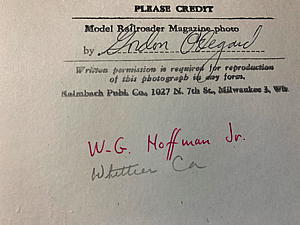 PLEASE CREDIT
Model Railroader Magazine photo
by Gordon Odegard
Written permission is required for reproduction
of this photograph in any form.
Kalmbach Publ. Co., 1027 N. 7th St., Milwaukee 3, Wis.
W.G. Hoffman Jr.
Whittier Ca